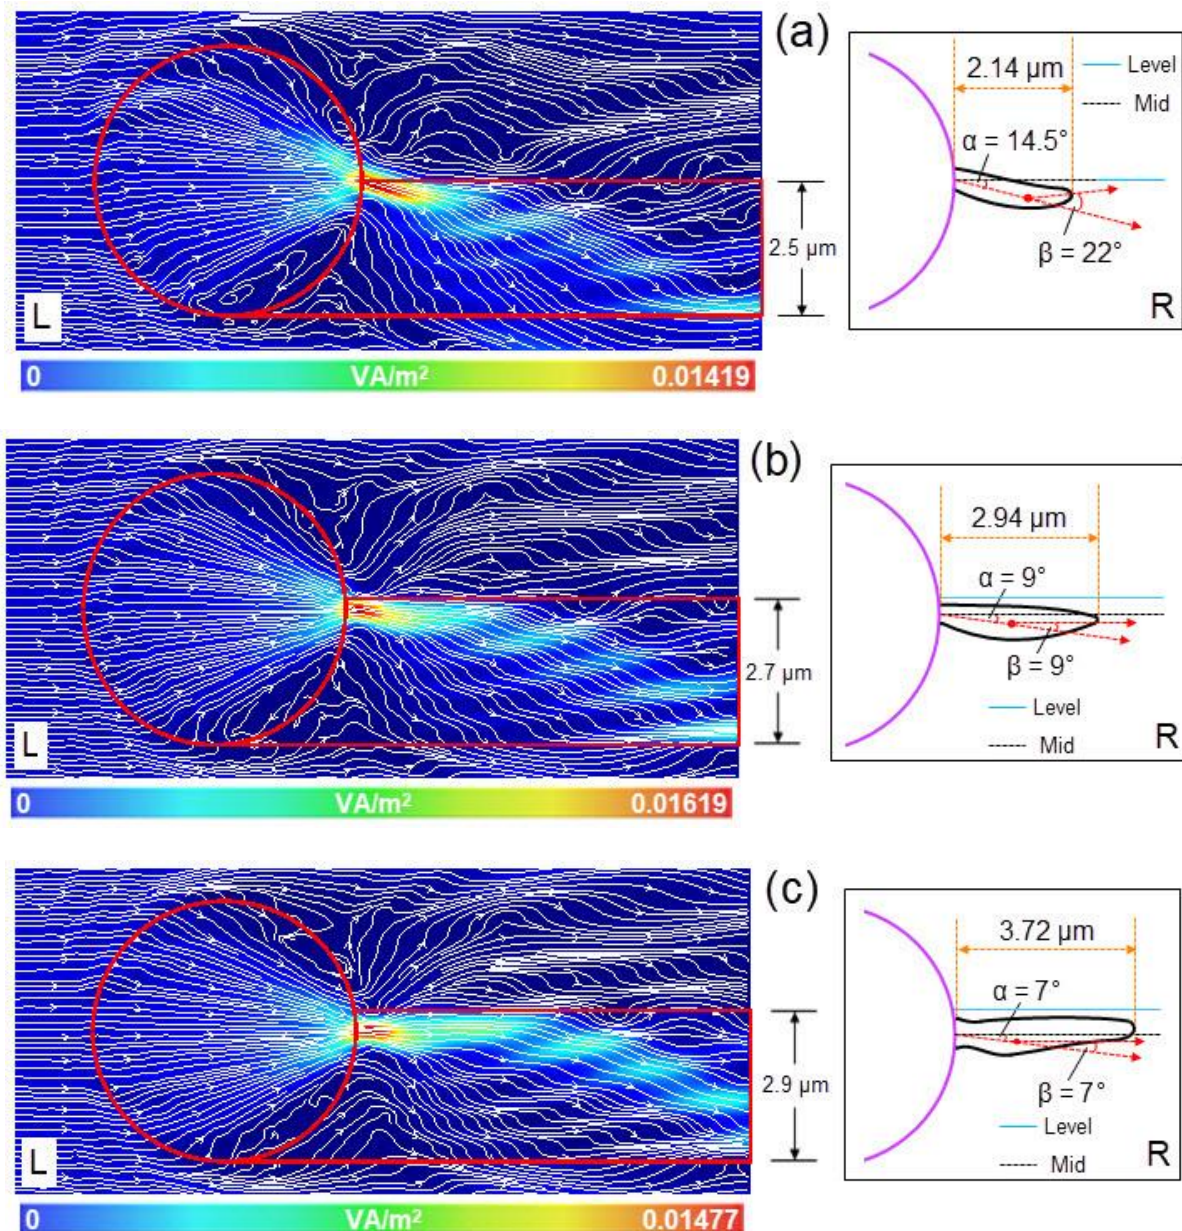 (a)
2.5 μm
L
0 VA/m² 0.01419
2.14 μm
Level
Mid
α = 14.5°
β = 22°
R
(b)
2.7 μm
L
0 VA/m² 0.01619
2.94 μm
α = 9°
β = 9°
Level
Mid
R
(c)
2.9 μm
L
0 VA/m² 0.01477
3.72 μm
α = 7°
β = 7°
Level
Mid
R